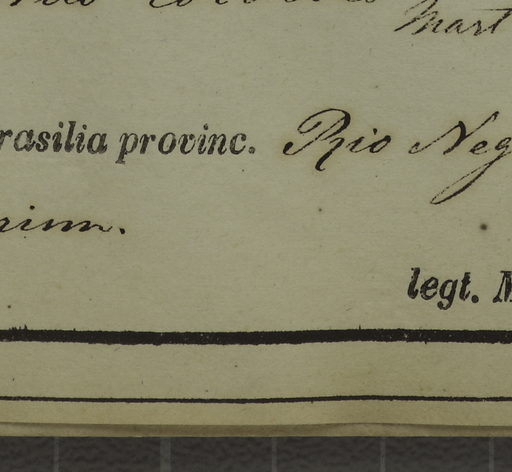 Mart
rasilia provinc. Rio Neg
rium.
legt. M